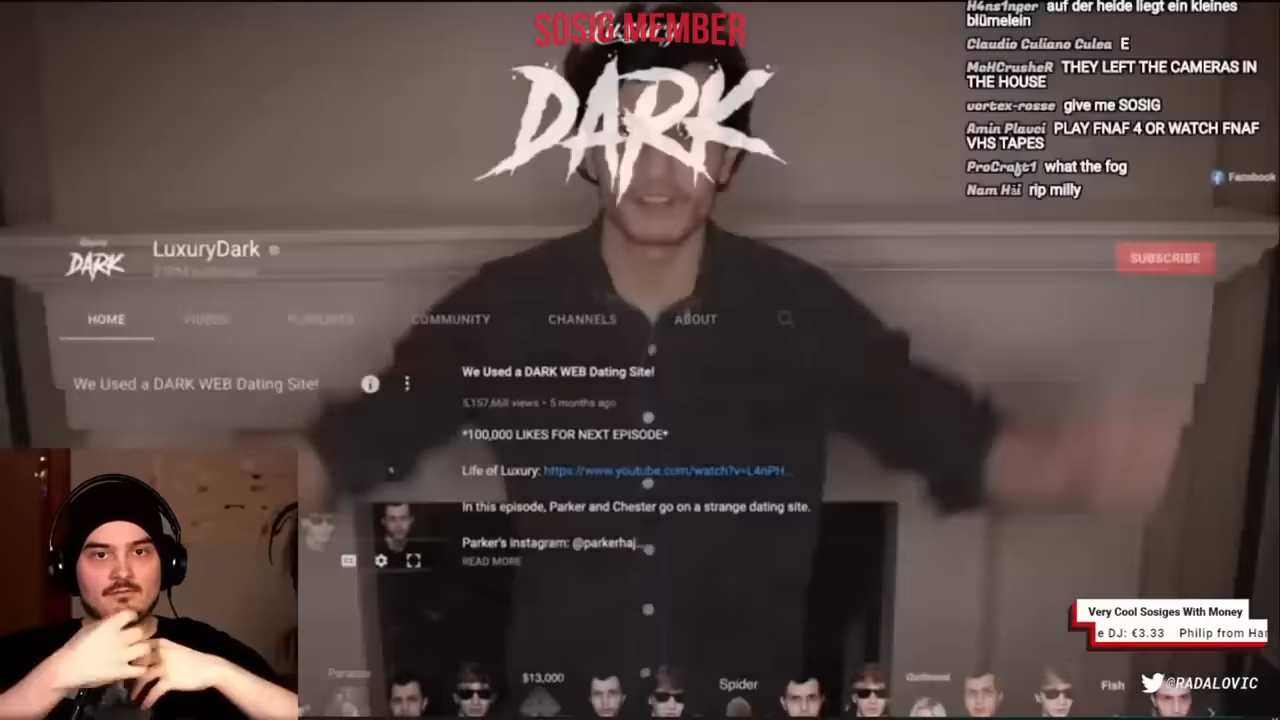 SOSIG MEMBER
Luxury
DARK
H4ns1nger auf der heide liegt ein kleines
blümelein
Claudio Culiano Culea E
MoHCrusheR THEY LEFT THE CAMERAS IN
THE HOUSE
vortex-rosse give me SOSIG
Amin Plavci PLAY FNAF 4 OR WATCH FNAF
VHS TAPES
ProCraft1 what the fog
Nam Hải rip milly
Facebook
DARK
LuxuryDark
SUBSCRIBE
HOME VIDEOS PLAYLISTS COMMUNITY CHANNELS ABOUT
We Used a DARK WEB Dating Site!
We Used a DARK WEB Dating Site!
5,157,668 views • 5 months ago
*100,000 LIKES FOR NEXT EPISODE*
Life of Luxury: https://www.youtube.com/watch?v=L4nPH...
In this episode, Parker and Chester go on a strange dating site.
Parker's instagram: @parkerhaj...
READ MORE
Very Cool Sosiges With Money
e DJ: €3.33 Philip from Har
$13,000
Spider
Girlfriend
Fish
@RADALOVIC